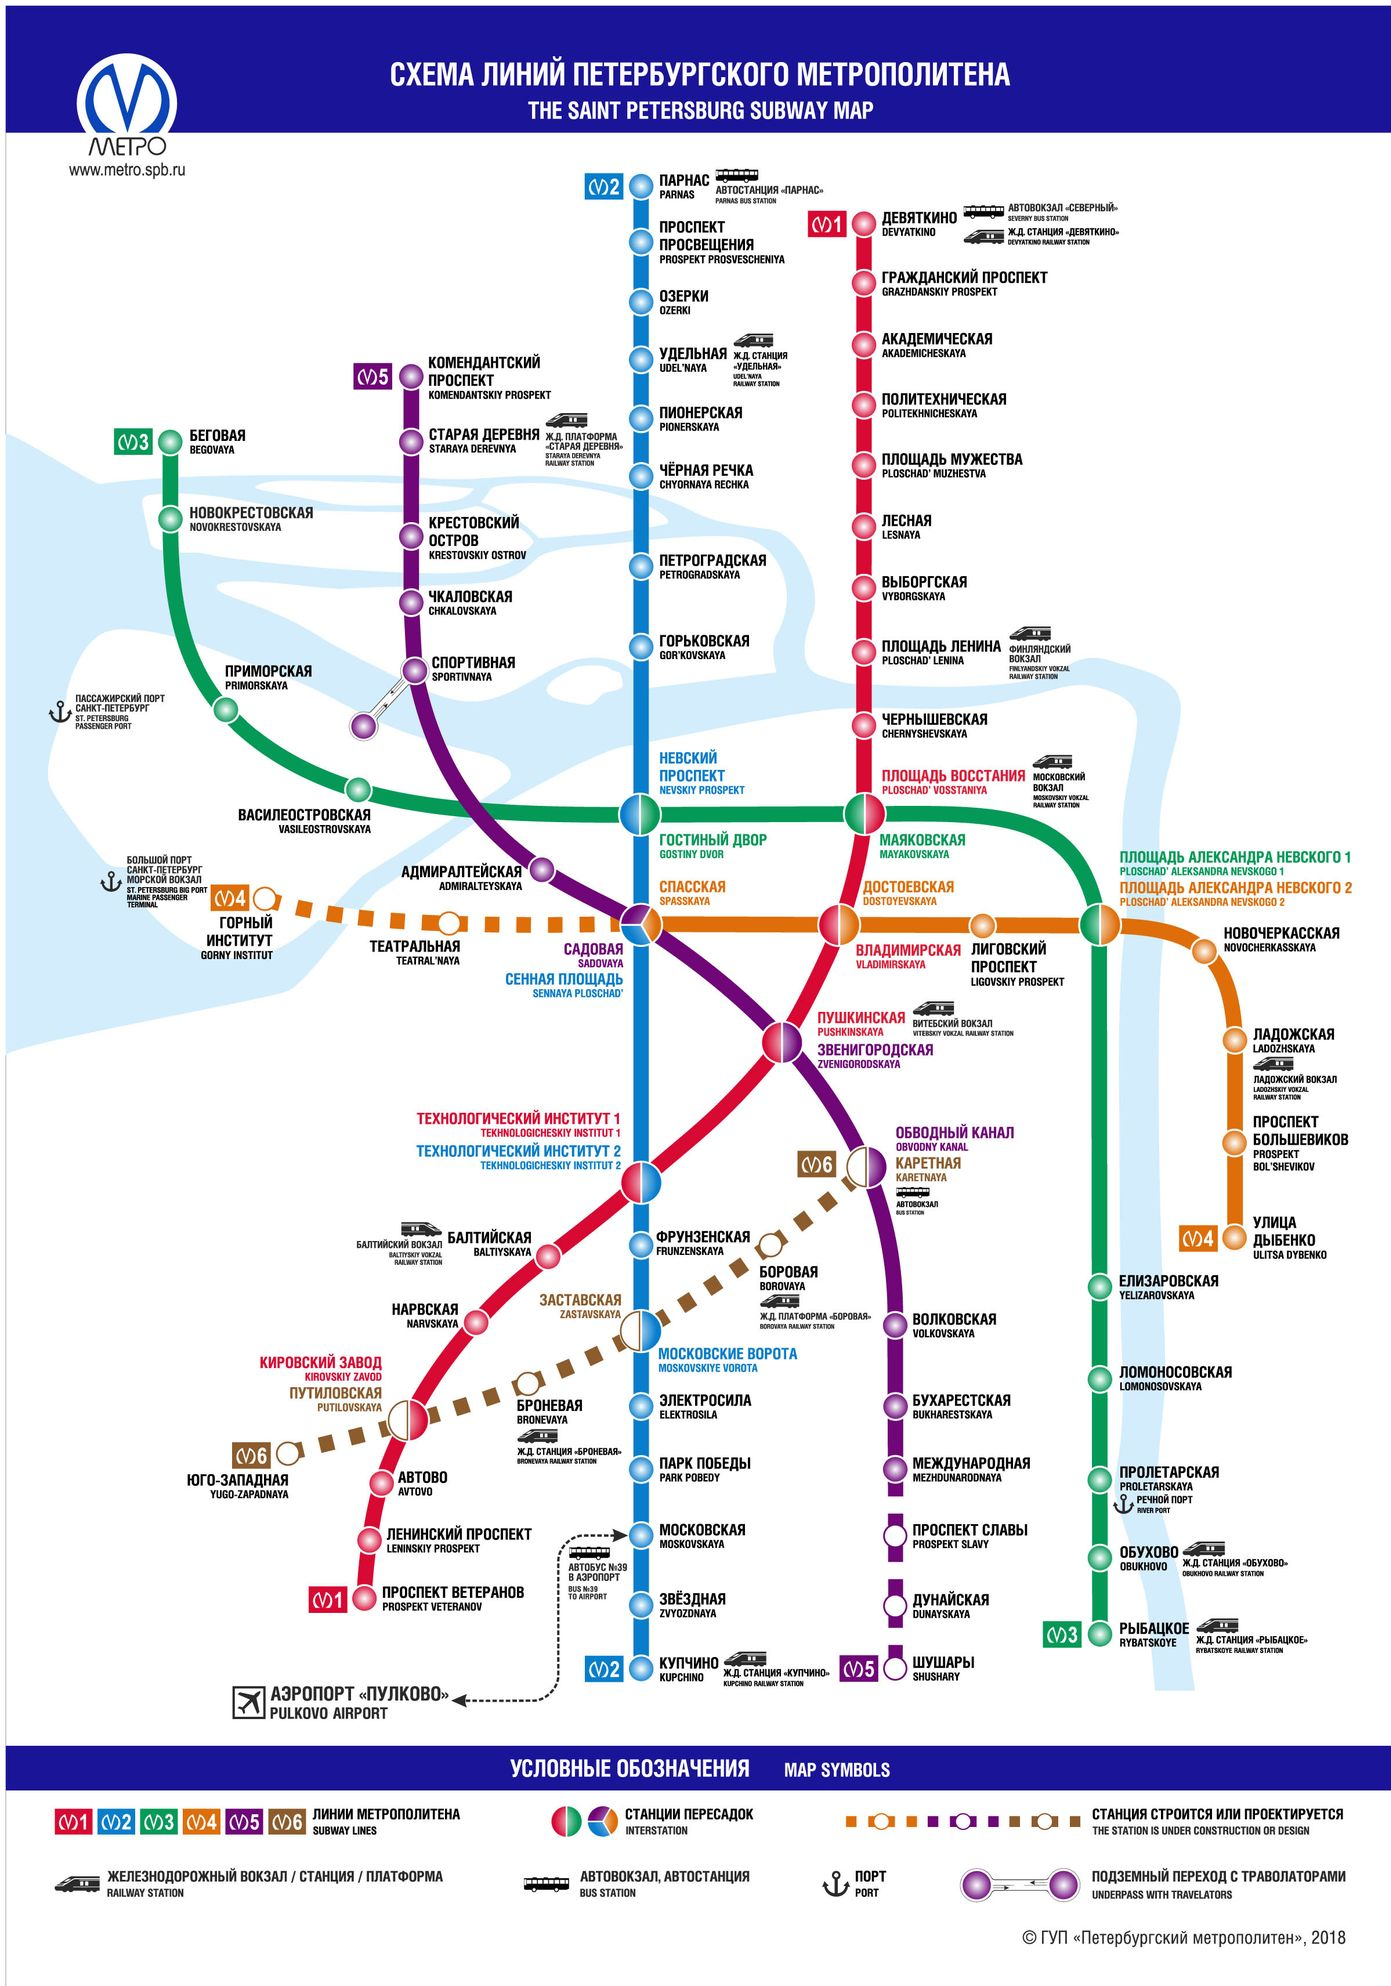 СХЕМА ЛИНИЙ ПЕТЕРБУРГСКОГО МЕТРОПОЛИТЕНА
THE SAINT PETERSBURG SUBWAY MAP
МЕТРО
www.metro.spb.ru
2
ПАРНАС
PARNAS
АВТОСТАНЦИЯ «ПАРНАС»
PARNAS BUS STATION
ПРОСПЕКТ
ПРОСВЕЩЕНИЯ
PROSPEKT PROSVESCHENIYA
ОЗЕРКИ
OZERKI
УДЕЛЬНАЯ
UDEL'NAYA
Ж.Д. СТАНЦИЯ
«УДЕЛЬНАЯ»
UDEL'NAYA
RAILWAY STATION
ПИОНЕРСКАЯ
PIONERSKAYA
ЧЁРНАЯ РЕЧКА
CHYORNAYA RECHKA
ПЕТРОГРАДСКАЯ
PETROGRADSKAYA
ГОРЬКОВСКАЯ
GOR'KOVSKAYA
1
ДЕВЯТКИНО
DEVYATKINO
АВТОВОКЗАЛ «СЕВЕРНЫЙ»
SEVERNY BUS STATION
Ж.Д. СТАНЦИЯ «ДЕВЯТКИНО»
DEVYATKINO RAILWAY STATION
ГРАЖДАНСКИЙ ПРОСПЕКТ
GRAZHDANSKIY PROSPEKT
АКАДЕМИЧЕСКАЯ
AKADEMICHESKAYA
ПОЛИТЕХНИЧЕСКАЯ
POLITEKHNICHESKAYA
ПЛОЩАДЬ МУЖЕСТВА
PLOSCHAD' MUZHESTVA
ЛЕСНАЯ
LESNAYA
ВЫБОРГСКАЯ
VYBORGSKAYA
ПЛОЩАДЬ ЛЕНИНА
PLOSCHAD' LENINA
ФИНЛЯНДСКИЙ
ВОКЗАЛ
FINLYANDSKIY VOKZAL
RAILWAY STATION
ЧЕРНЫШЕВСКАЯ
CHERNYSHEVSKAYA
5
КОМЕНДАНТСКИЙ
ПРОСПЕКТ
KOMENDANTSKIY PROSPEKT
СТАРАЯ ДЕРЕВНЯ
STARAYA DEREVNYA
Ж.Д. ПЛАТФОРМА
«СТАРАЯ ДЕРЕВНЯ»
STARAYA DEREVNYA
RAILWAY STATION
КРЕСТОВСКИЙ
ОСТРОВ
KRESTOVSKIY OSTROV
ЧКАЛОВСКАЯ
CHKALOVSKAYA
СПОРТИВНАЯ
SPORTIVNAYA
3
БЕГОВАЯ
BEGOVAYA
НОВОКРЕСТОВСКАЯ
NOVOKRESTOVSKAYA
ПРИМОРСКАЯ
PRIMORSKAYA
ПАССАЖИРСКИЙ ПОРТ
САНКТ-ПЕТЕРБУРГ
ST. PETERSBURG
PASSENGER PORT
ВАСИЛЕОСТРОВСКАЯ
VASILEOSTROVSKAYA
НЕВСКИЙ
ПРОСПЕКТ
NEVSKIY PROSPEKT
ГОСТИНЫЙ ДВОР
GOSTINY DVOR
ПЛОЩАДЬ ВОССТАНИЯ
PLOSCHAD' VOSSTANIYA
МОСКОВСКИЙ
ВОКЗАЛ
MOSKOVSKIY VOKZAL
RAILWAY STATION
МАЯКОВСКАЯ
MAYAKOVSKAYA
АДМИРАЛТЕЙСКАЯ
ADMIRALTEYSKAYA
БОЛЬШОЙ ПОРТ
САНКТ-ПЕТЕРБУРГ
МОРСКОЙ ВОКЗАЛ
ST. PETERSBURG BIG PORT
MARINE PASSENGER
TERMINAL
4
ГОРНЫЙ
ИНСТИТУТ
GORNY INSTITUT
ТЕАТРАЛЬНАЯ
TEATRAL'NAYA
СПАССКАЯ
SPASSKAYA
САДОВАЯ
SADOVAYA
СЕННАЯ ПЛОЩАДЬ
SENNAYA PLOSCHAD'
ДОСТОЕВСКАЯ
DOSTOYEVSKAYA
ВЛАДИМИРСКАЯ
VLADIMIRSKAYA
ЛИГОВСКИЙ
ПРОСПЕКТ
LIGOVSKIY PROSPEKT
ПЛОЩАДЬ АЛЕКСАНДРА НЕВСКОГО 1
PLOSCHAD' ALEKSANDRA NEVSKOGO 1
ПЛОЩАДЬ АЛЕКСАНДРА НЕВСКОГО 2
PLOSCHAD' ALEKSANDRA NEVSKOGO 2
НОВОЧЕРКАССКАЯ
NOVOCHERKASSKAYA
ЛАДОЖСКАЯ
LADOZHSKAYA
ЛАДОЖСКИЙ ВОКЗАЛ
LADOZHSKIY VOKZAL
RAILWAY STATION
ПРОСПЕКТ
БОЛЬШЕВИКОВ
PROSPEKT
BOL'SHEVIKOV
4
УЛИЦА
ДЫБЕНКО
ULITSA DYBENKO
ПУШКИНСКАЯ
PUSHKINSKAYA
ВИТЕБСКИЙ ВОКЗАЛ
VITEBSKIY VOKZAL RAILWAY STATION
ЗВЕНИГОРОДСКАЯ
ZVENIGORODSKAYA
ТЕХНОЛОГИЧЕСКИЙ ИНСТИТУТ 1
TEKHNOLOGICHESKIY INSTITUT 1
ТЕХНОЛОГИЧЕСКИЙ ИНСТИТУТ 2
TEKHNOLOGICHESKIY INSTITUT 2
ОБВОДНЫЙ КАНАЛ
OBVODNY KANAL
6
КАРЕТНАЯ
KARETNAYA
АВТОВОКЗАЛ
BUS STATION
БАЛТИЙСКИЙ ВОКЗАЛ
BALTIYSKIY VOKZAL
RAILWAY STATION
БАЛТИЙСКАЯ
BALTIYSKAYA
ФРУНЗЕНСКАЯ
FRUNZENSKAYA
БОРОВАЯ
BOROVAYA
Ж.Д. ПЛАТФОРМА «БОРОВАЯ»
BOROVAYA RAILWAY STATION
НАРВСКАЯ
NARVSKAYA
ЗАСТАВСКАЯ
ZASTAVSKAYA
МОСКОВСКИЕ ВОРОТА
MOSKOVSKIYE VOROTA
КИРОВСКИЙ ЗАВОД
KIROVSKIY ZAVOD
ПУТИЛОВСКАЯ
PUTILOVSKAYA
БРОНЕВАЯ
BRONEVAYA
Ж.Д. СТАНЦИЯ «БРОНЕВАЯ»
BRONEVAYA RAILWAY STATION
6
ЮГО-ЗАПАДНАЯ
YUGO-ZAPADNAYA
АВТОВО
AVTOVO
ЛЕНИНСКИЙ ПРОСПЕКТ
LENINSKIY PROSPEKT
1
ПРОСПЕКТ ВЕТЕРАНОВ
PROSPEKT VETERANOV
ЭЛЕКТРОСИЛА
ELEKTROSILA
ПАРК ПОБЕДЫ
PARK POBEDY
МОСКОВСКАЯ
MOSKOVSKAYA
АВТОБУС №39
В АЭРОПОРТ
BUS №39
TO AIRPORT
ЗВЁЗДНАЯ
ZVYOZDNAYA
2
КУПЧИНО
KUPCHINO
Ж.Д. СТАНЦИЯ «КУПЧИНО»
KUPCHINO RAILWAY STATION
АЭРОПОРТ «ПУЛКОВО»
PULKOVO AIRPORT
ВОЛКОВСКАЯ
VOLKOVSKAYA
БУХАРЕСТСКАЯ
BUKHARESTSKAYA
МЕЖДУНАРОДНАЯ
MEZHDUNARODNAYA
ПРОСПЕКТ СЛАВЫ
PROSPEKT SLAVY
ДУНАЙСКАЯ
DUNAYSKAYA
5
ШУШАРЫ
SHUSHARY
ЕЛИЗАРОВСКАЯ
YELIZAROVSKAYA
ЛОМОНОСОВСКАЯ
LOMONOSOVSKAYA
ПРОЛЕТАРСКАЯ
PROLETARSKAYA
РЕЧНОЙ ПОРТ
RIVER PORT
ОБУХОВО
OBUKHOVO
Ж.Д. СТАНЦИЯ «ОБУХОВО»
OBUKHOVO RAILWAY STATION
3
РЫБАЦКОЕ
RYBATSKOYE
Ж.Д. СТАНЦИЯ «РЫБАЦКОЕ»
RYBATSKOYE RAILWAY STATION
УСЛОВНЫЕ ОБОЗНАЧЕНИЯ MAP SYMBOLS
1 2 3 4 5 6
ЛИНИИ МЕТРОПОЛИТЕНА
SUBWAY LINES
СТАНЦИИ ПЕРЕСАДОК
INTERSTATION
СТАНЦИЯ СТРОИТСЯ ИЛИ ПРОЕКТИРУЕТСЯ
THE STATION IS UNDER CONSTRUCTION OR DESIGN
ЖЕЛЕЗНОДОРОЖНЫЙ ВОКЗАЛ / СТАНЦИЯ / ПЛАТФОРМА
RAILWAY STATION
АВТОВОКЗАЛ, АВТОСТАНЦИЯ
BUS STATION
ПОРТ
PORT
ПОДЗЕМНЫЙ ПЕРЕХОД С ТРАВОЛАТОРАМИ
UNDERPASS WITH TRAVELATORS
© ГУП «Петербургский метрополитен», 2018